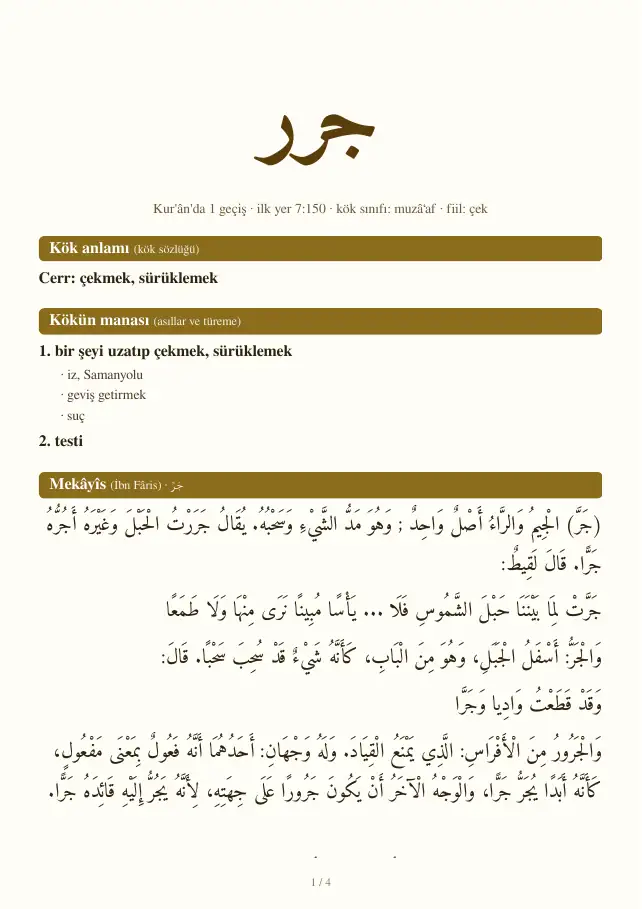 جرر
Kur'ân'da 1 geçiş · ilk yer 7:150 · kök sınıfı: muzâ'af · fiil: çek
Kök anlamı (kök sözlüğü)
Cerr: çekmek, sürüklemek
Kökün manası (asıllar ve türeme)
1. bir şeyi uzatıp çekmek, sürüklemek
· iz, Samanyolu
· geviş getirmek
· suç
2. testi
Mekâyîs (İbn Fâris) · جَرَّ
(جَرَّ) الْجِيمُ وَالرَّاءُ أَصْلٌ وَاحِدٌ ; وَهُوَ مَدُّ الشَّيْءِ وَسَحْبُهُ. يُقَالُ جَرَرْتُ الْحَبْلَ وَغَيْرَهُ أَجُرُّهُ
جَرًّا. قَالَ لَقِيطٌ:
جَرَّتْ لِمَا بَيْنَنَا حَبْلَ الشَّمُوسِ فَلَا ... يَأْسًا مُبِينًا نَرَى مِنْهَا وَلَا طَمَعًا
وَالْجَرُّ: أَسْفَلُ الْجَبَلِ، وَهُوَ مِنَ الْبَابِ، كَأَنَّهُ شَيْءٌ قَدْ سُحِبَ سَحْبًا. قَالَ:
وَقَدْ قَطَعْتُ وَادِيا وَجَرَّا
وَالْجَرُورُ مِنَ الْأَفْرَاسِ: الَّذِي يَمْنَعُ الْقِيَادَ. وَلَهُ وَجْهَانِ: أَحَدُهُمَا أَنَّهُ فَعُولٌ بِمَعْنَى مَفْعُولٍ،
كَأَنَّهُ أَبَدًا يُجَرُّ جَرًّا، وَالْوَجْهُ الْآخَرُ أَنْ يَكُونَ جَرُورًا عَلَى جِهَتِهِ، لِأَنَّهُ يَجُرُّ إِلَيْهِ قَائِدَهُ جَرًّا.
1 / 4